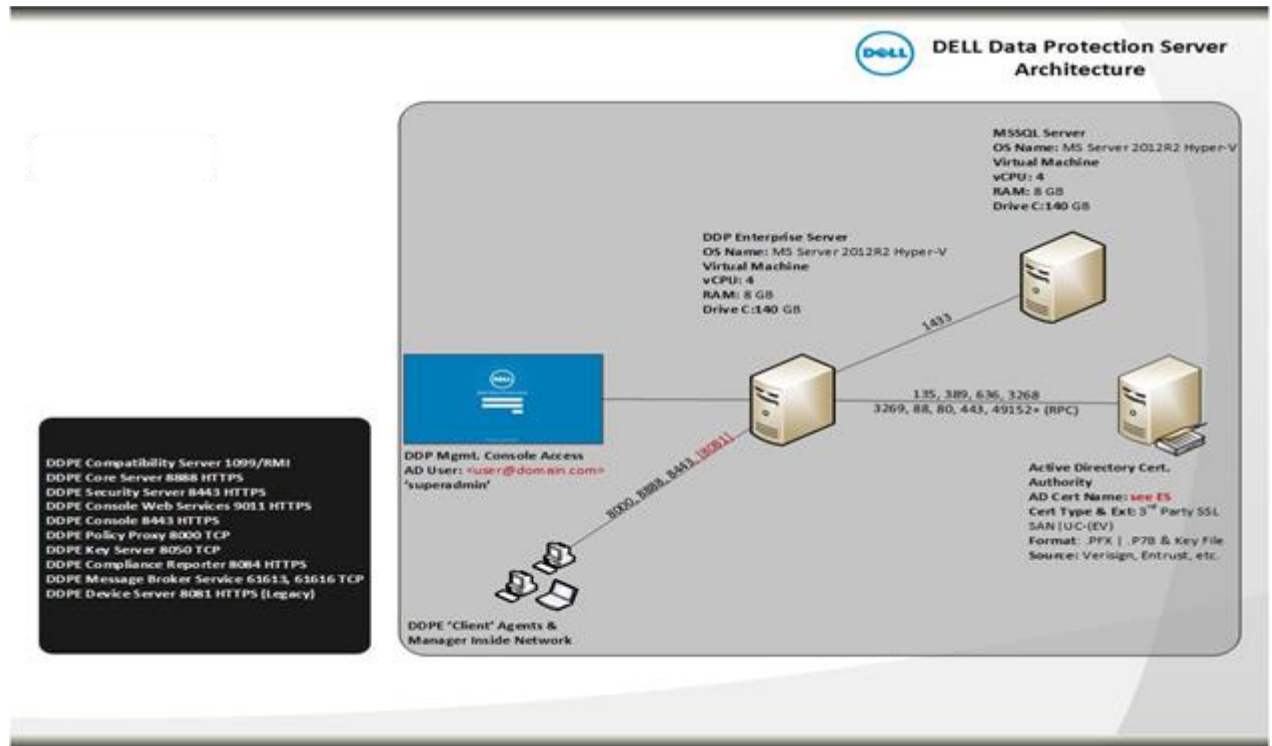 DELL
DELL Data Protection Server
Architecture
MSSQL Server
OS Name: MS Server 2012R2 Hyper-V
Virtual Machine
vCPU: 4
RAM: 8 GB
Drive C:140 GB
DDP Enterprise Server
OS Name: MS Server 2012R2 Hyper-V
Virtual Machine
vCPU: 4
RAM: 8 GB
Drive C:140 GB
1433
135, 389, 636, 3268
3269, 88, 80, 443, 49152+ (RPC)
DELL
DDP Mgmt. Console Access
AD User: <user@domain.com>
'superadmin'
8000, 8888, 8443, [8081]
DDPE 'Client' Agents &
Manager Inside Network
Active Directory Cert.
Authority
AD Cert Name: see ES
Cert Type & Ext: 3rd Party SSL
SAN|UC-(EV)
Format: .PFX | .P7B & Key File
Source: Verisign, Entrust, etc.
DDPE Compatibility Server 1099/RMI
DDPE Core Server 8888 HTTPS
DDPE Security Server 8443 HTTPS
DDPE Console Web Services 9011 HTTPS
DDPE Console 8443 HTTPS
DDPE Policy Proxy 8000 TCP
DDPE Key Server 8050 TCP
DDPE Compliance Reporter 8084 HTTPS
DDPE Message Broker Service 61613, 61616 TCP
DDPE Device Server 8081 HTTPS (Legacy)